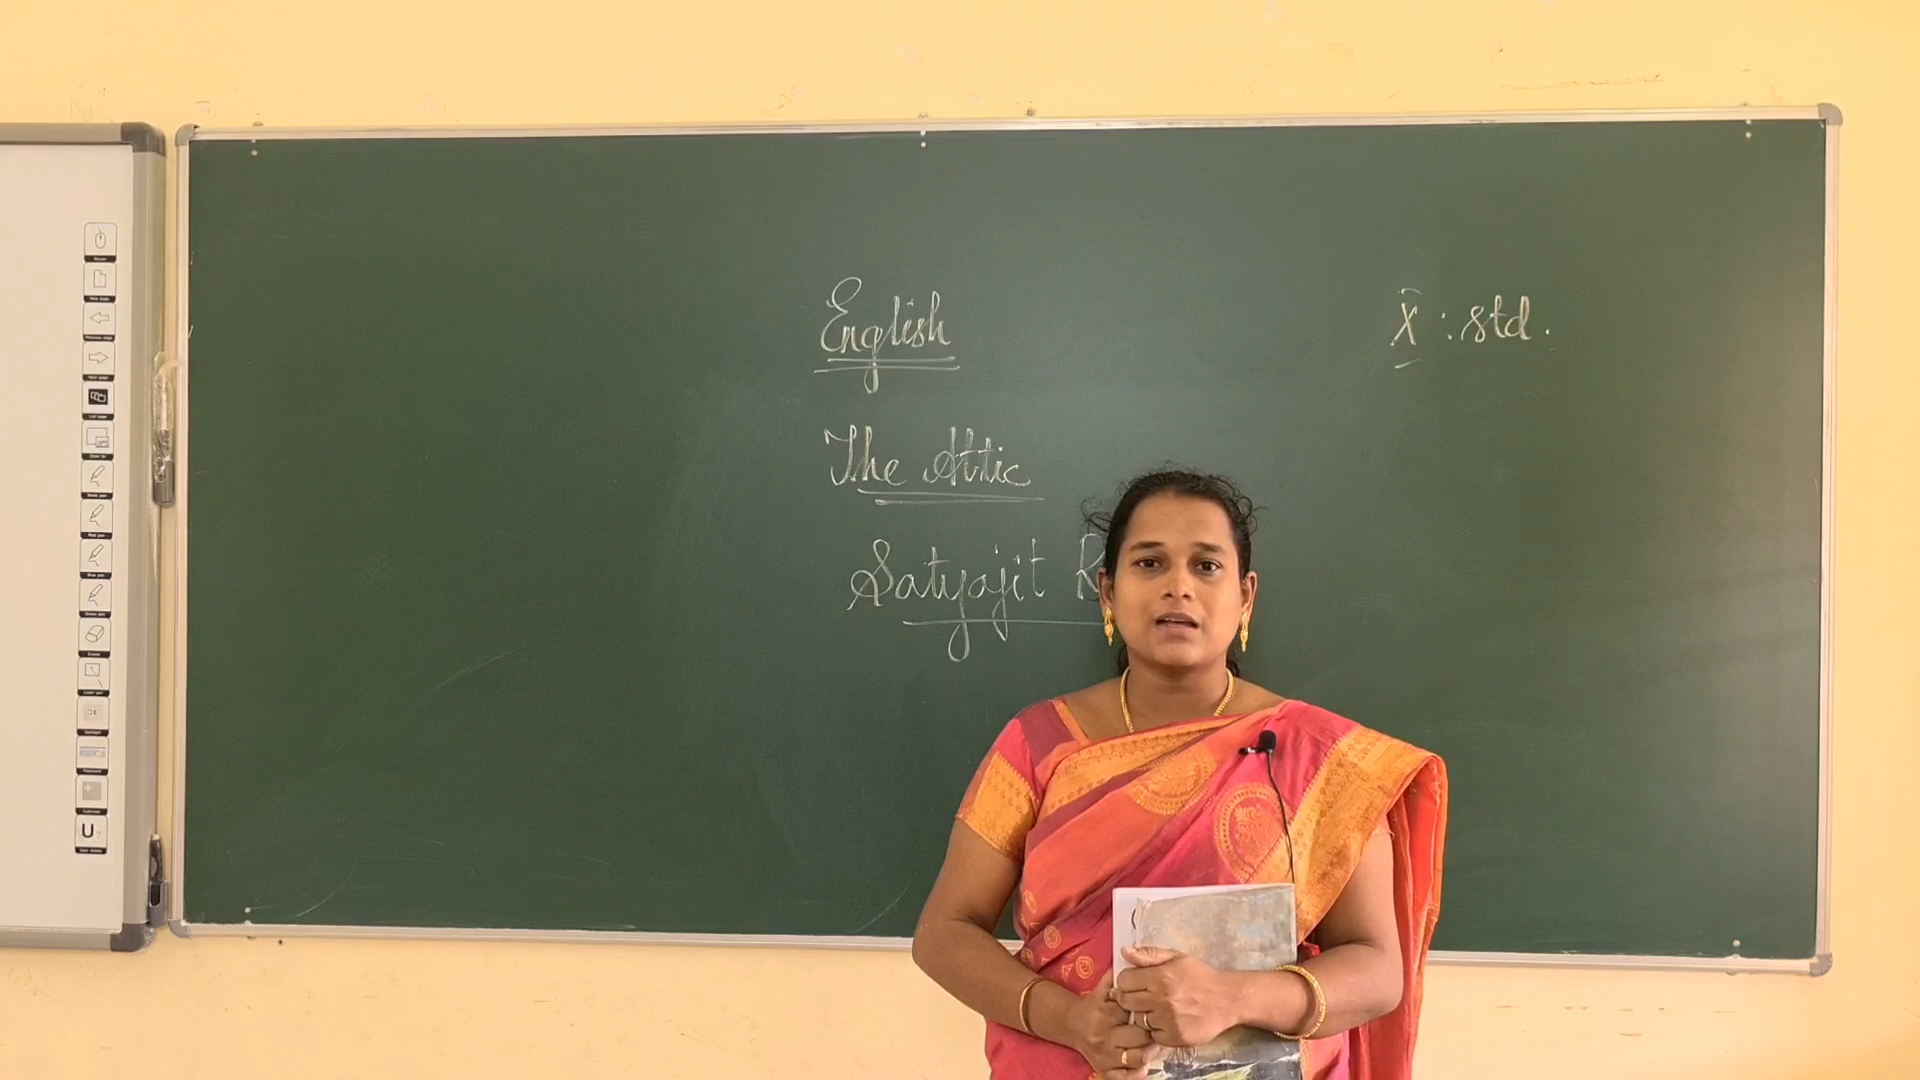 English
X : std.
The Attic
Satyajit R
U